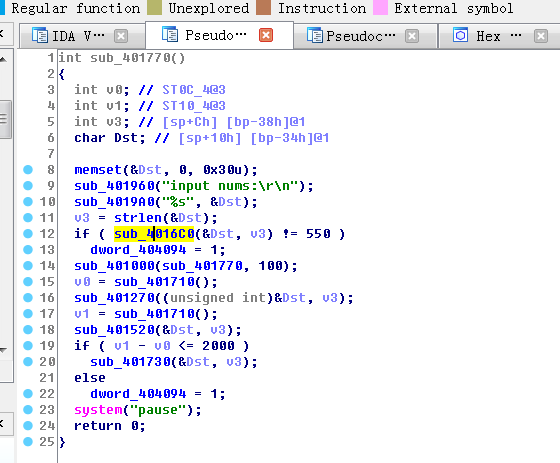 Regular function Unexplored Instruction External symbol
IDA V… Pseudo… Pseudoc… Hex …
1 int sub_401770()
2 {
3 int v0; // ST0C_4@3
4 int v1; // ST10_4@3
5 int v3; // [sp+Ch] [bp-38h]@1
6 char Dst; // [sp+10h] [bp-34h]@1
7
8 memset(&Dst, 0, 0x30u);
9 sub_401960("input nums:\r\n");
10 sub_4019A0("%s", &Dst);
11 v3 = strlen(&Dst);
12 if ( sub_4016C0(&Dst, v3) != 550 )
13 dword_404094 = 1;
14 sub_401000(sub_401770, 100);
15 v0 = sub_401710();
16 sub_401270((unsigned int)&Dst, v3);
17 v1 = sub_401710();
18 sub_401520(&Dst, v3);
19 if ( v1 - v0 <= 2000 )
20 sub_401730(&Dst, v3);
21 else
22 dword_404094 = 1;
23 system("pause");
24 return 0;
25 }